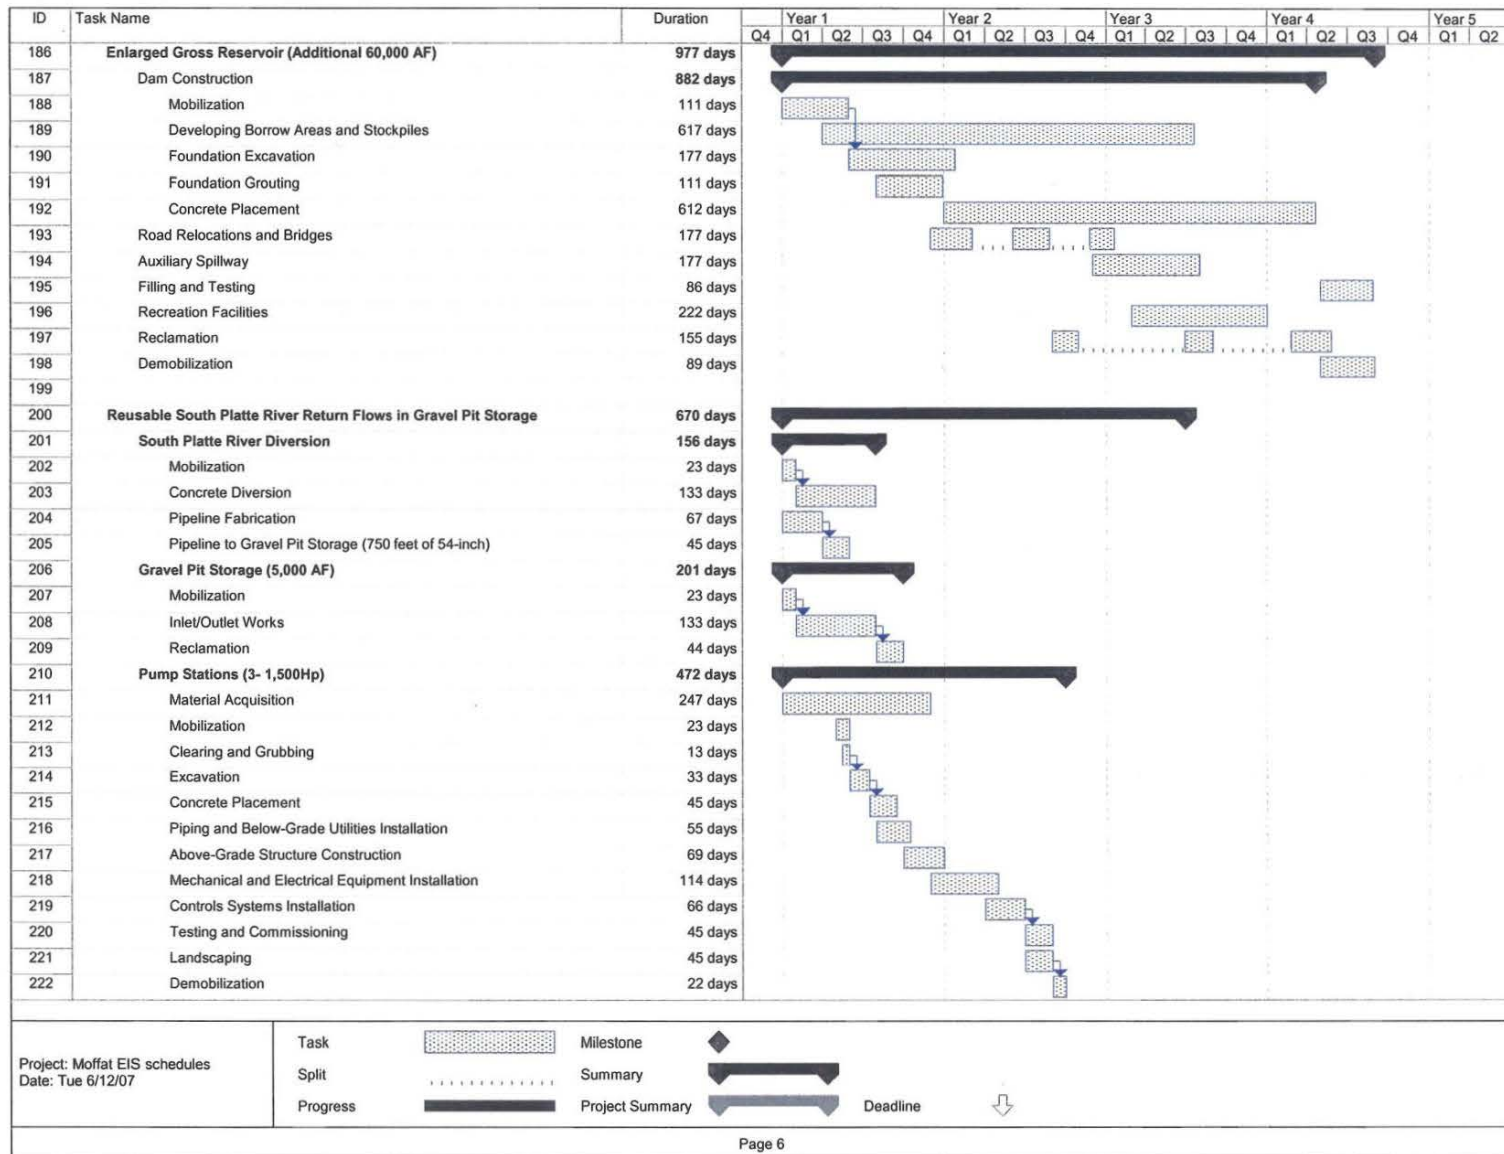 ID Task Name Duration Year 1 Year 2 Year 3 Year 4 Year 5
Q4 Q1 Q2 Q3 Q4 Q1 Q2 Q3 Q4 Q1 Q2 Q3 Q4 Q1 Q2 Q3 Q4 Q1 Q2
186 Enlarged Gross Reservoir (Additional 60,000 AF) 977 days
187 Dam Construction 882 days
188 Mobilization 111 days
189 Developing Borrow Areas and Stockpiles 617 days
190 Foundation Excavation 177 days
191 Foundation Grouting 111 days
192 Concrete Placement 612 days
193 Road Relocations and Bridges 177 days
194 Auxiliary Spillway 177 days
195 Filling and Testing 86 days
196 Recreation Facilities 222 days
197 Reclamation 155 days
198 Demobilization 89 days
199
200 Reusable South Platte River Return Flows in Gravel Pit Storage 670 days
201 South Platte River Diversion 156 days
202 Mobilization 23 days
203 Concrete Diversion 133 days
204 Pipeline Fabrication 67 days
205 Pipeline to Gravel Pit Storage (750 feet of 54-inch) 45 days
206 Gravel Pit Storage (5,000 AF) 201 days
207 Mobilization 23 days
208 Inlet/Outlet Works 133 days
209 Reclamation 44 days
210 Pump Stations (3- 1,500Hp) 472 days
211 Material Acquisition 247 days
212 Mobilization 23 days
213 Clearing and Grubbing 13 days
214 Excavation 33 days
215 Concrete Placement 45 days
216 Piping and Below-Grade Utilities Installation 55 days
217 Above-Grade Structure Construction 69 days
218 Mechanical and Electrical Equipment Installation 114 days
219 Controls Systems Installation 66 days
220 Testing and Commissioning 45 days
221 Landscaping 45 days
222 Demobilization 22 days
Project: Moffat EIS schedules
Date: Tue 6/12/07
Task Milestone
Split Summary
Progress Project Summary Deadline
Page 6